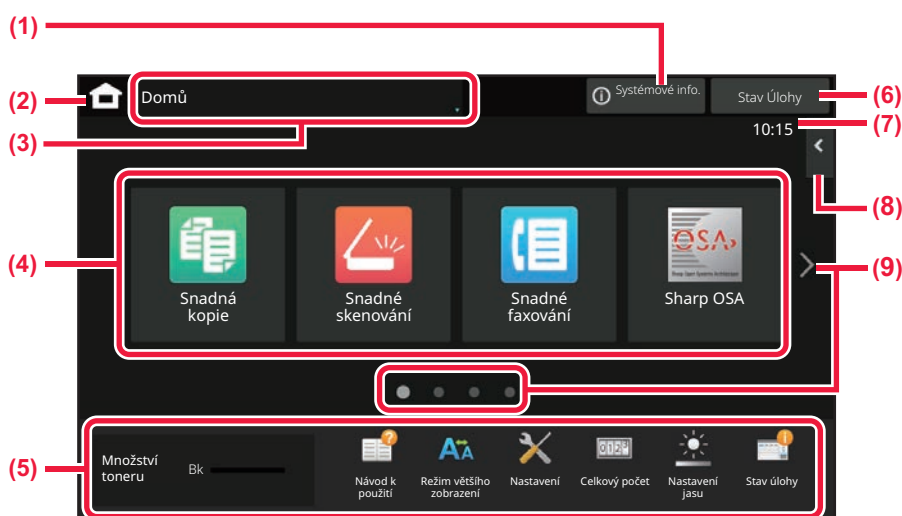 (1)
(2)
Domů
Systémové info.
Stav Úlohy
(6)
(3)
10:15
(7)
(8)
(4)
OSA
Snadná
kopie
Snadné
skenování
Snadné
faxování
Sharp OSA
(9)
(5)
Množství
toneru
Bk
Návod k
použití
Režim většího
zobrazení
Nastavení
Celkový počet
Nastavení
jasu
Stav úlohy